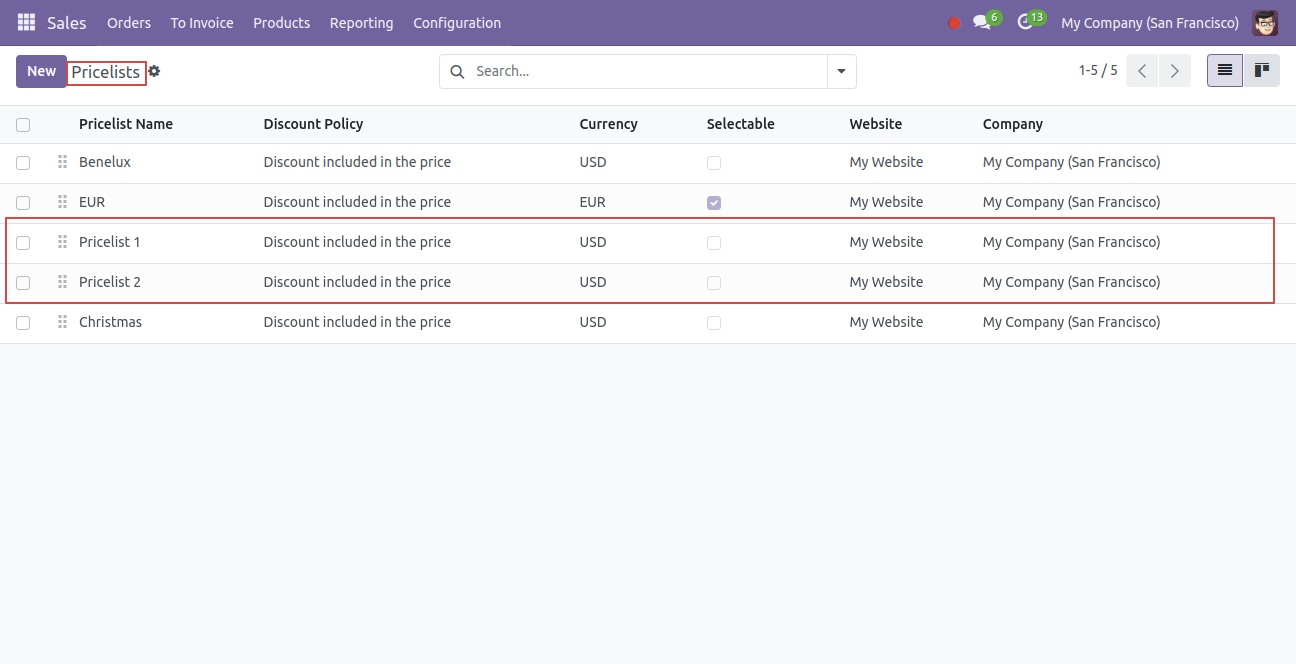 Sales Orders To Invoice Products Reporting Configuration 6 13 My Company (San Francisco)
New Pricelists Search... 1-5 / 5
Pricelist Name Discount Policy Currency Selectable Website Company
Benelux Discount included in the price USD My Website My Company (San Francisco)
EUR Discount included in the price EUR My Website My Company (San Francisco)
Pricelist 1 Discount included in the price USD My Website My Company (San Francisco)
Pricelist 2 Discount included in the price USD My Website My Company (San Francisco)
Christmas Discount included in the price USD My Website My Company (San Francisco)